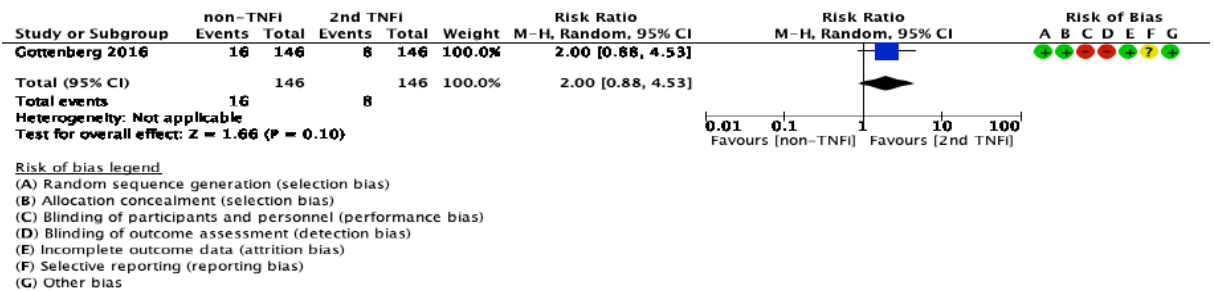 non-TNFi 2nd TNFi Risk Ratio Risk Ratio Risk of Bias
Study or Subgroup Events Total Events Total Weight M-H, Random, 95% CI M-H, Random, 95% CI A B C D E F G
Gottenberg 2016 16 146 8 146 100.0% 2.00 [0.88, 4.53] + + - - + ? +
Total (95% CI) 146 146 100.0% 2.00 [0.88, 4.53]
Total events 16 8
Heterogeneity: Not applicable
Test for overall effect: Z = 1.66 (P = 0.10)
0.01 0.1 1 10 100
Favours [non-TNFi] Favours [2nd TNFi]
Risk of bias legend
(A) Random sequence generation (selection bias)
(B) Allocation concealment (selection bias)
(C) Blinding of participants and personnel (performance bias)
(D) Blinding of outcome assessment (detection bias)
(E) Incomplete outcome data (attrition bias)
(F) Selective reporting (reporting bias)
(G) Other bias